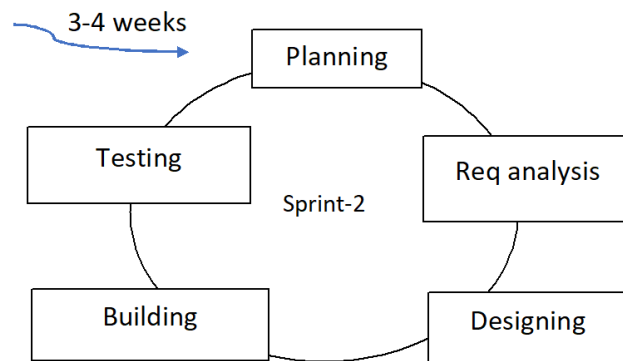 3-4 weeks
Planning
Testing
Req analysis
Sprint-2
Building
Designing